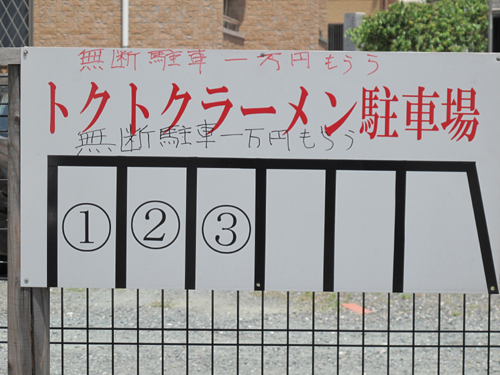 無断駐車一万円もらう
トクトクラーメン駐車場
無断駐車一万円もらう
① ② ③